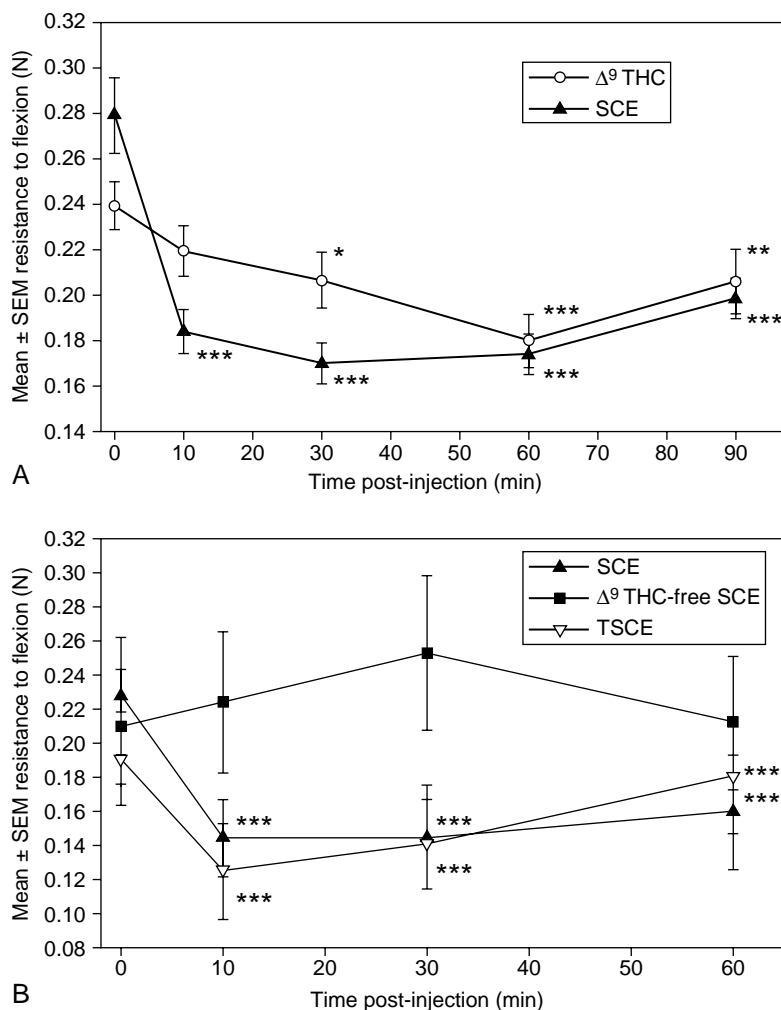 0.32
0.30
0.28
0.26
0.24
0.22
0.20
0.18
0.16
0.14
Mean ± SEM resistance to flexion (N)
Δ⁹ THC
SCE
*
**
***
***
***
***
***
0 10 20 30 40 50 60 70 80 90
Time post-injection (min)
A
0.32
0.30
0.28
0.26
0.24
0.22
0.20
0.18
0.16
0.14
0.12
0.10
0.08
Mean ± SEM resistance to flexion (N)
SCE
Δ⁹ THC-free SCE
TSCE
***
***
***
***
***
***
0 10 20 30 40 50 60
Time post-injection (min)
B